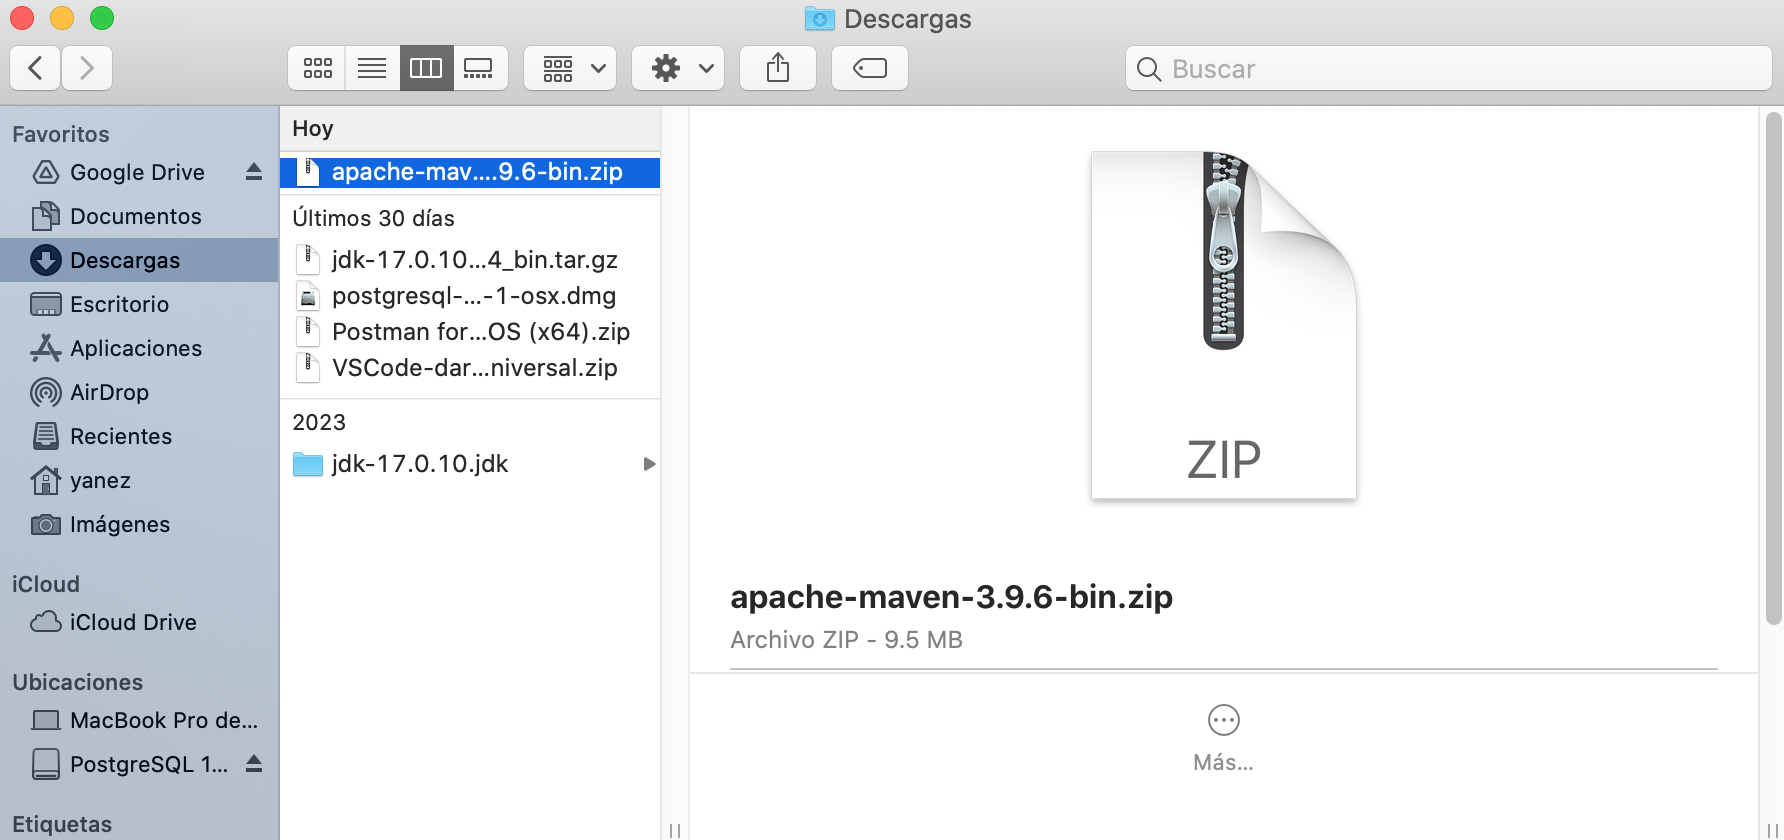 Descargas
Buscar
Favoritos
Google Drive
Documentos
Descargas
Escritorio
Aplicaciones
AirDrop
Recientes
yanez
Imágenes
iCloud
iCloud Drive
Ubicaciones
MacBook Pro de...
PostgreSQL 1...
Etiquetas
Hoy
apache-mav....9.6-bin.zip
Últimos 30 días
jdk-17.0.10...4_bin.tar.gz
postgresql-...-1-osx.dmg
Postman for...OS (x64).zip
VSCode-dar...niversal.zip
2023
jdk-17.0.10.jdk
ZIP
apache-maven-3.9.6-bin.zip
Archivo ZIP - 9.5 MB
Más...